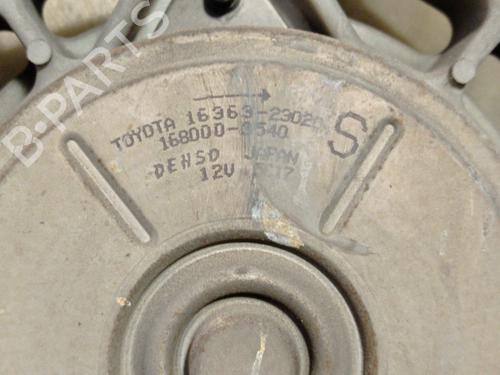 B-PARTS
TOYOTA 16363-23020
S
168000-8540
DENSO JAPAN
12V